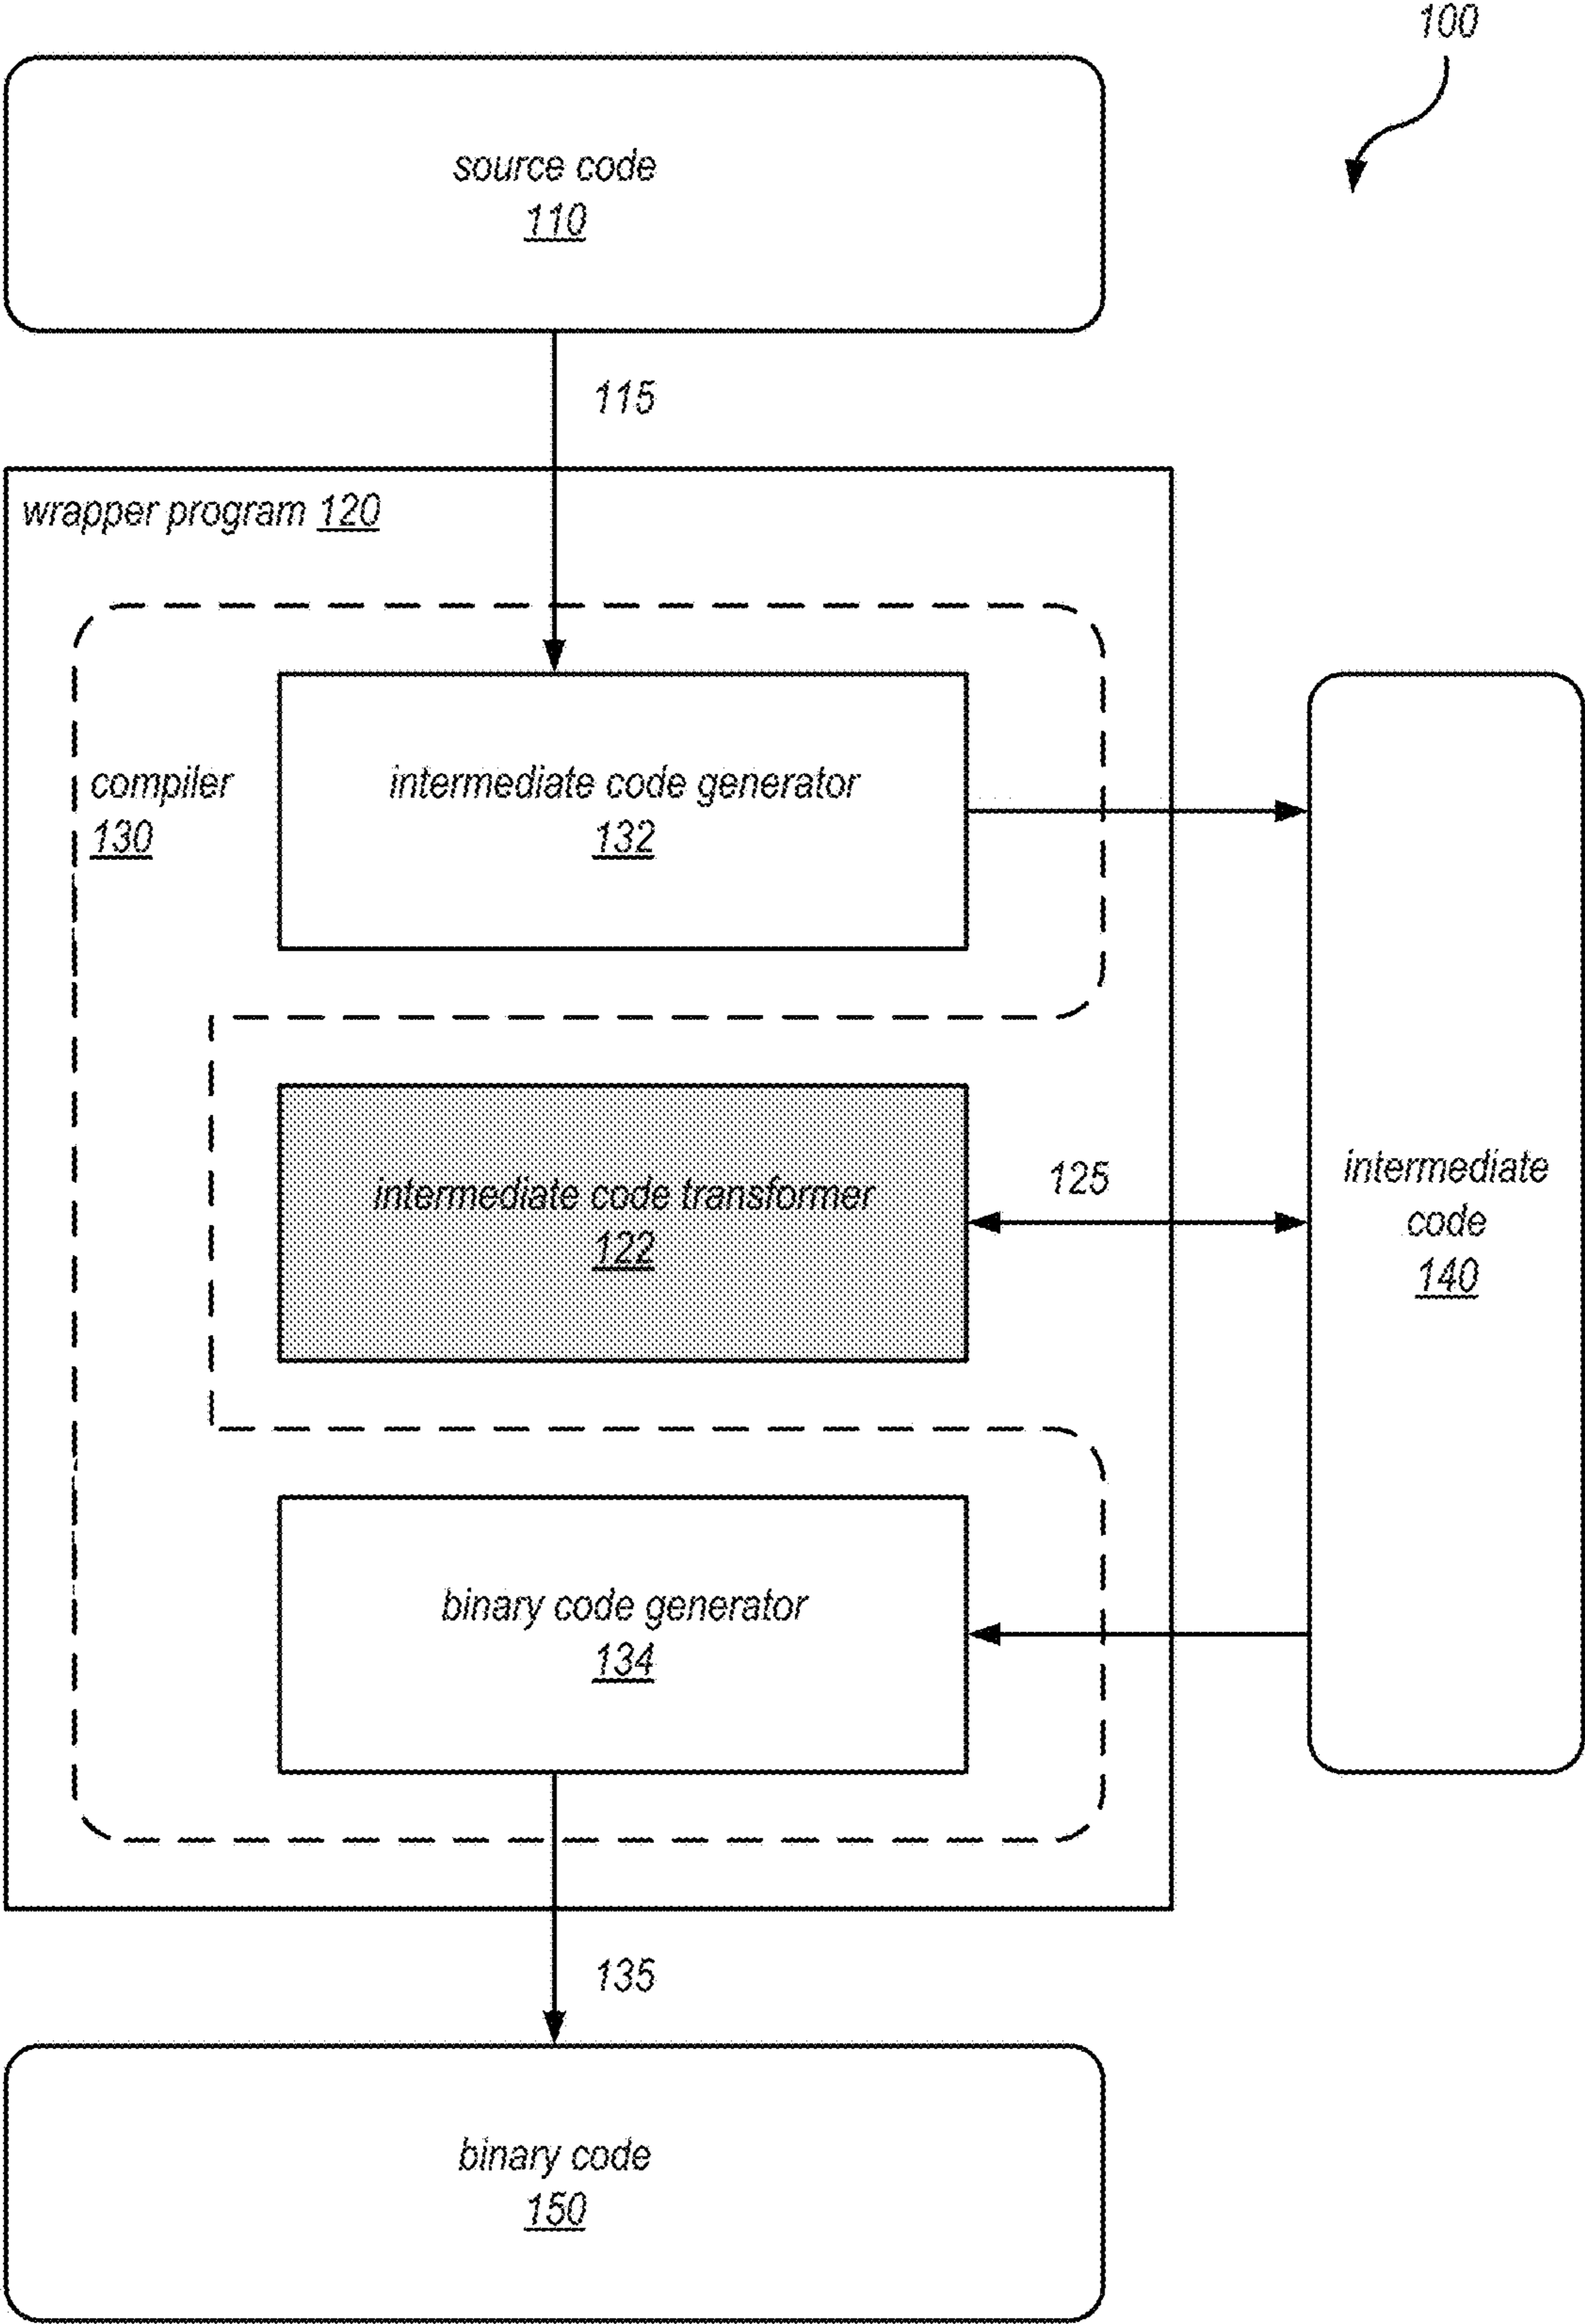 100
source code
110
115
wrapper program 120
compiler
130
intermediate code generator
132
intermediate code transformer
122
125
intermediate
code
140
binary code generator
134
135
binary code
150